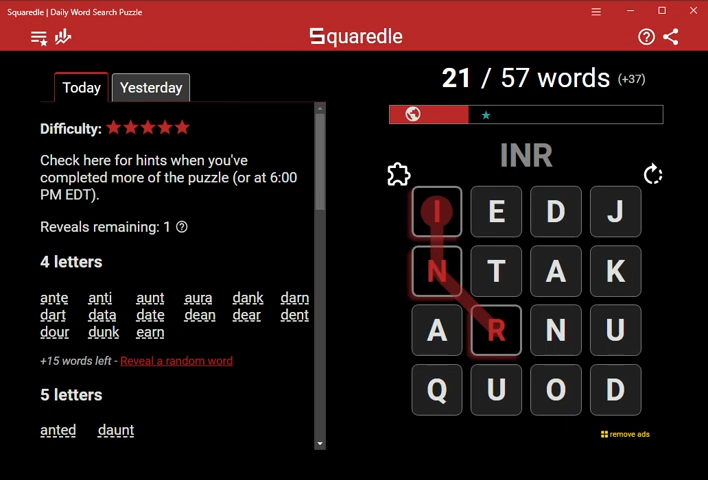 Squaredle | Daily Word Search Puzzle
Squaredle
Today Yesterday
Difficulty:
Check here for hints when you've
completed more of the puzzle (or at 6:00
PM EDT).
Reveals remaining: 1
4 letters
ante anti aunt aura dank darn
dart data date dean dear dent
dour dunk earn
+15 words left - Reveal a random word
5 letters
anted daunt
21 / 57 words (+37)
INR
I E D J
N T A K
A R N U
Q U O D
remove ads